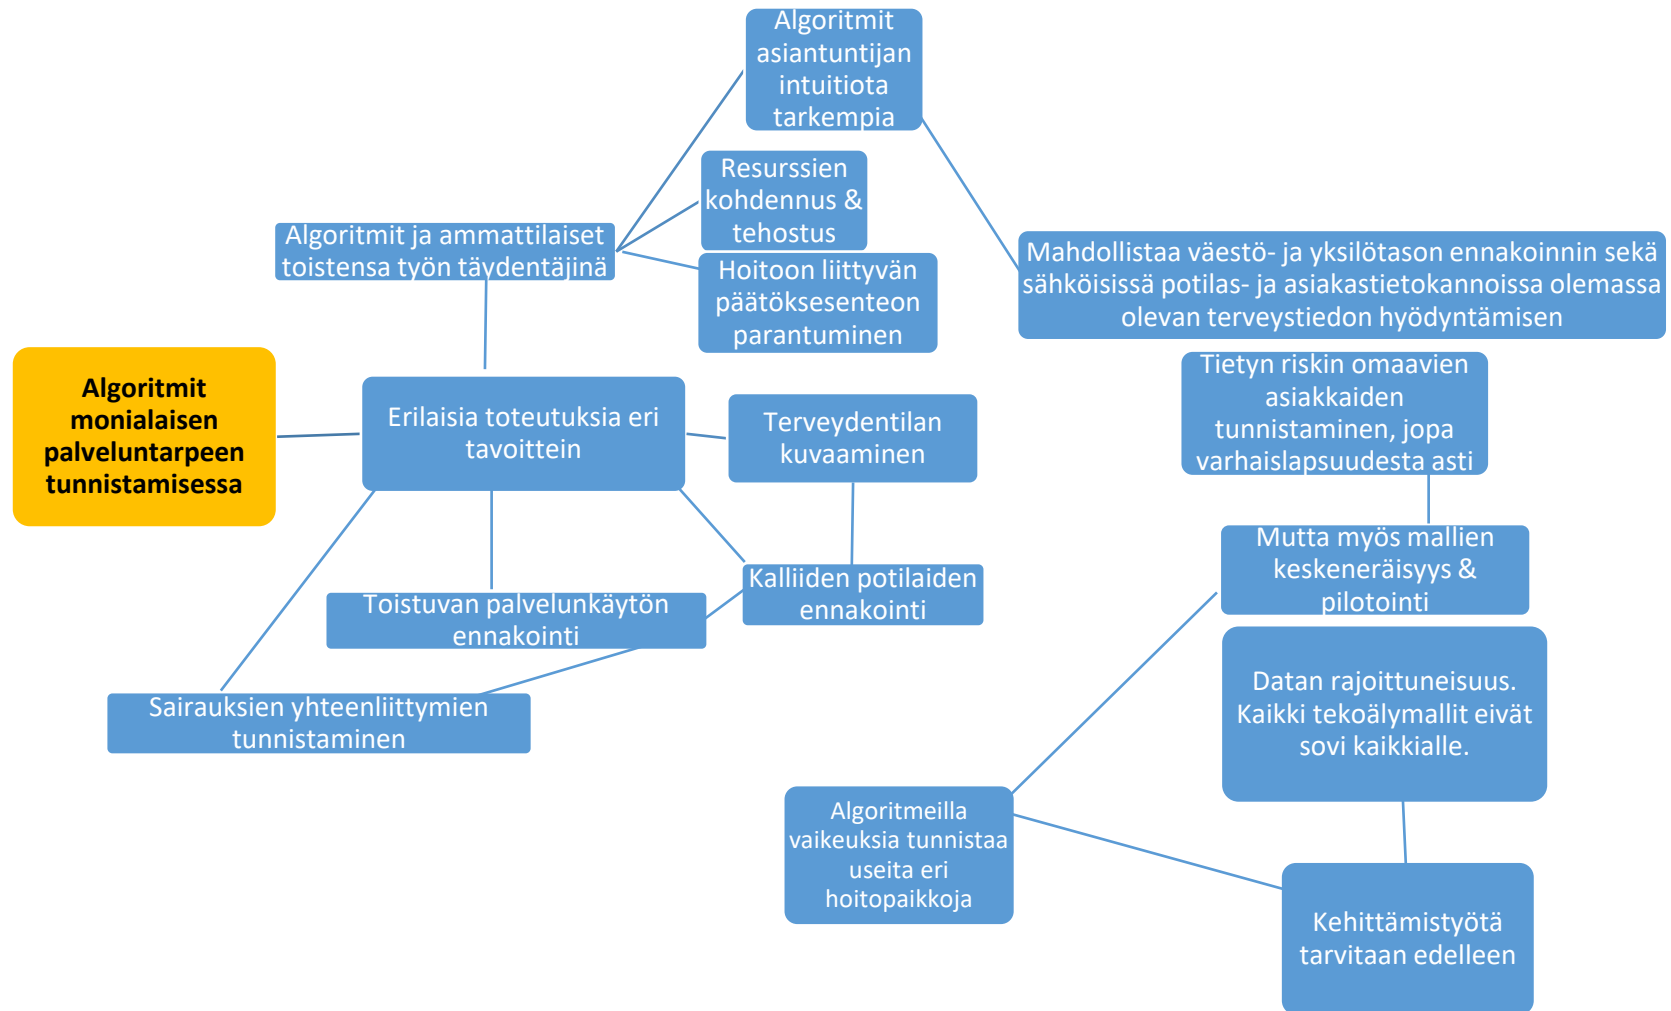 Algoritmit
asiantuntijan
intuitiota
tarkempia
Resurssien
kohdennus &
tehostus
Algoritmit ja ammattilaiset
toistensa työn täydentäjinä
Hoitoon liittyvän
päätöksesenteon
parantuminen
Mahdollistaa väestö- ja yksilötason ennakoinnin sekä
sähköisissä potilas- ja asiakastietokannoissa olemassa
olevan terveystiedon hyödyntämisen
Algoritmit
monialaisen
palveluntarpeen
tunnistamisessa
Erilaisia toteutuksia eri
tavoittein
Terveydentilan
kuvaaminen
Tietyn riskin omaavien
asiakkaiden
tunnistaminen, jopa
varhaislapsuudesta asti
Mutta myös mallien
keskeneräisyys &
pilotointi
Kalliiden potilaiden
ennakointi
Toistuvan palvelunkäytön
ennakointi
Sairauksien yhteenliittymien
tunnistaminen
Datan rajoittuneisuus.
Kaikki tekoälymallit eivät
sovi kaikkialle.
Algoritmeilla
vaikeuksia tunnistaa
useita eri
hoitopaikkoja
Kehittämistyötä
tarvitaan edelleen